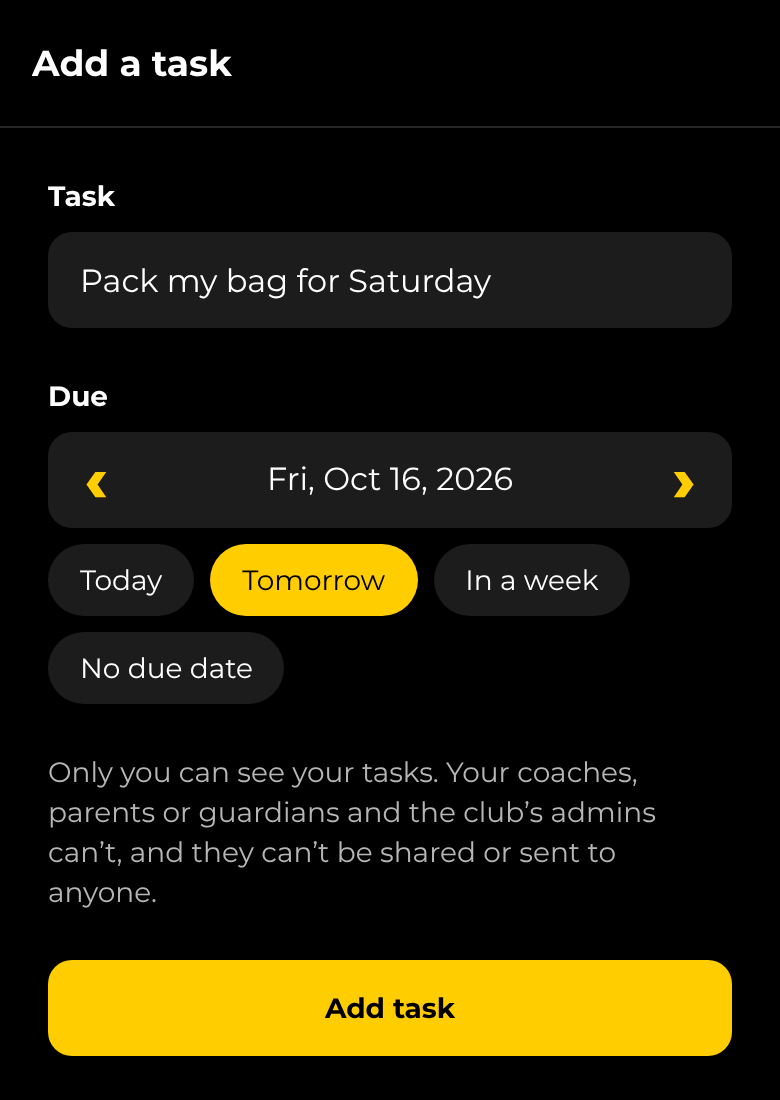 Add a task
Task
Pack my bag for Saturday
Due
‹ Fri, Oct 16, 2026 ›
Today Tomorrow In a week
No due date
Only you can see your tasks. Your coaches,
parents or guardians and the club’s admins
can’t, and they can’t be shared or sent to
anyone.
Add task